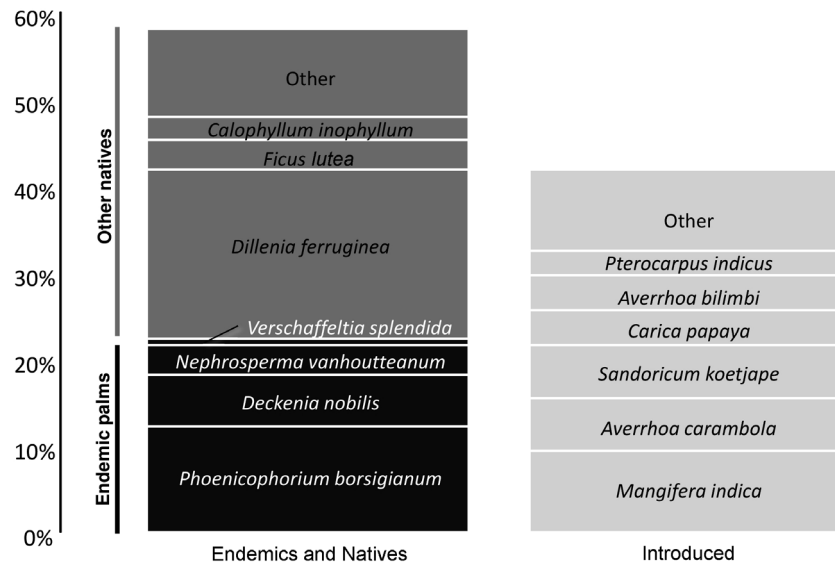 60%
50%
40%
30%
20%
10%
0%
Other natives
Endemic palms
Other
Calophyllum inophyllum
Ficus lutea
Dillenia ferruginea
Verschaffeltia splendida
Nephrosperma vanhoutteanum
Deckenia nobilis
Phoenicophorium borsigianum
Endemics and Natives
Other
Pterocarpus indicus
Averrhoa bilimbi
Carica papaya
Sandoricum koetjape
Averrhoa carambola
Mangifera indica
Introduced